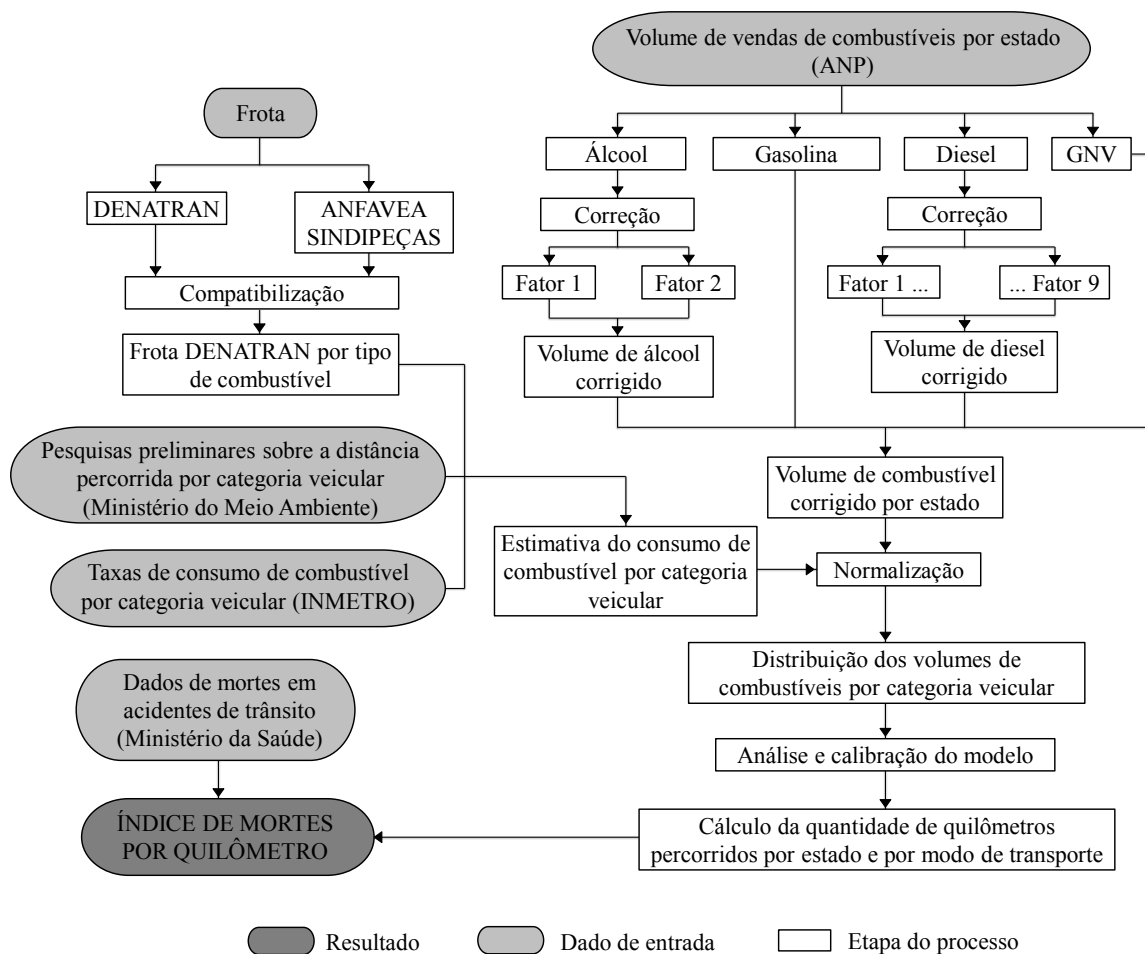 Volume de vendas de combustíveis por estado
(ANP)
Frota
Álcool
Gasolina
Diesel
GNV
DENATRAN
ANFAVEA
SINDIPEÇAS
Correção
Correção
Compatibilização
Fator 1
Fator 2
Fator 1 ...
... Fator 9
Frota DENATRAN por tipo
de combustível
Volume de álcool
corrigido
Volume de diesel
corrigido
Pesquisas preliminares sobre a distância
percorrida por categoria veicular
(Ministério do Meio Ambiente)
Volume de combustível
corrigido por estado
Taxas de consumo de combustível
por categoria veicular (INMETRO)
Estimativa do consumo de
combustível por categoria
veicular
Normalização
Distribuição dos volumes de
combustíveis por categoria veicular
Dados de mortes em
acidentes de trânsito
(Ministério da Saúde)
Análise e calibração do modelo
ÍNDICE DE MORTES
POR QUILÔMETRO
Cálculo da quantidade de quilômetros
percorridos por estado e por modo de transporte
Resultado
Dado de entrada
Etapa do processo